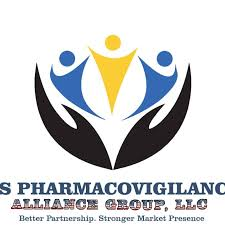 S PHARMACOVIGILANC
ALLIANCE GROUP, LLC
Better Partnership. Stronger Market Presence